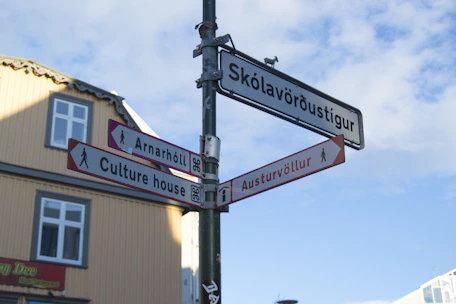 Skólavörðustígur
Arnarhóll
Culture house
Austurvöllur